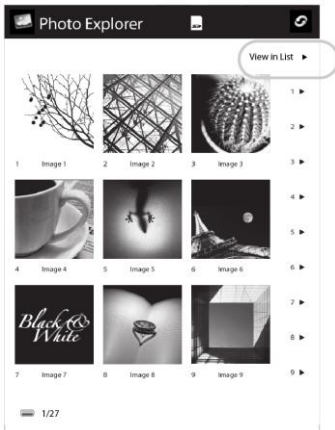 Photo Explorer
View in List
1 Image 1 2 Image 2 3 Image 3
4 Image 4 5 Image 5 6 Image 6
Black &
White
7 Image 7 8 Image 8 9 Image 9
1
2
3
4
5
6
7
8
9
1/27